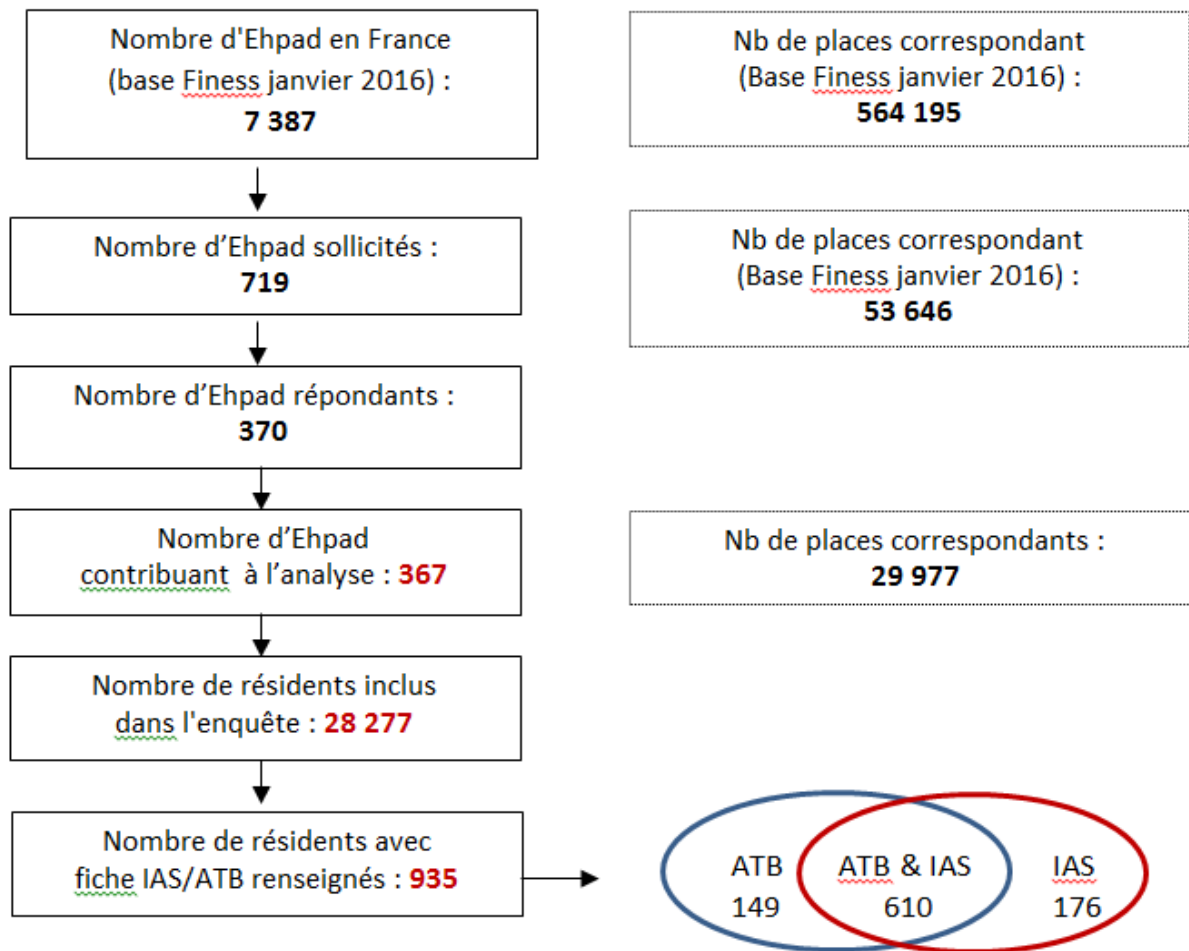 Nombre d'Ehpad en France
(base Finess janvier 2016) :
7 387
Nb de places correspondant
(Base Finess janvier 2016) :
564 195
Nombre d’Ehpad sollicités :
719
Nb de places correspondant
(Base Finess janvier 2016) :
53 646
Nombre d’Ehpad répondants :
370
Nombre d’Ehpad
contribuant à l’analyse : 367
Nb de places correspondants :
29 977
Nombre de résidents inclus
dans l'enquête : 28 277
Nombre de résidents avec
fiche IAS/ATB renseignés : 935
ATB
149
ATB & IAS
610
IAS
176